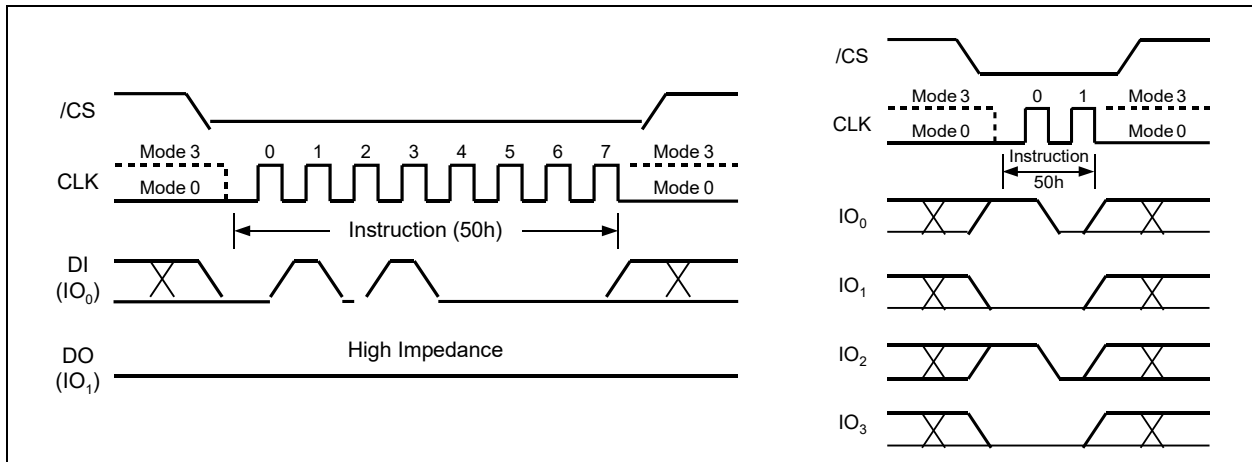 /CS
Mode 3 0 1 2 3 4 5 6 7 Mode 3
CLK Mode 0 Mode 0
Instruction (50h)
DI
(IO0)
High Impedance
DO
(IO1)
/CS
Mode 3 0 1 Mode 3
CLK Mode 0 Mode 0
Instruction
50h
IO0
IO1
IO2
IO3